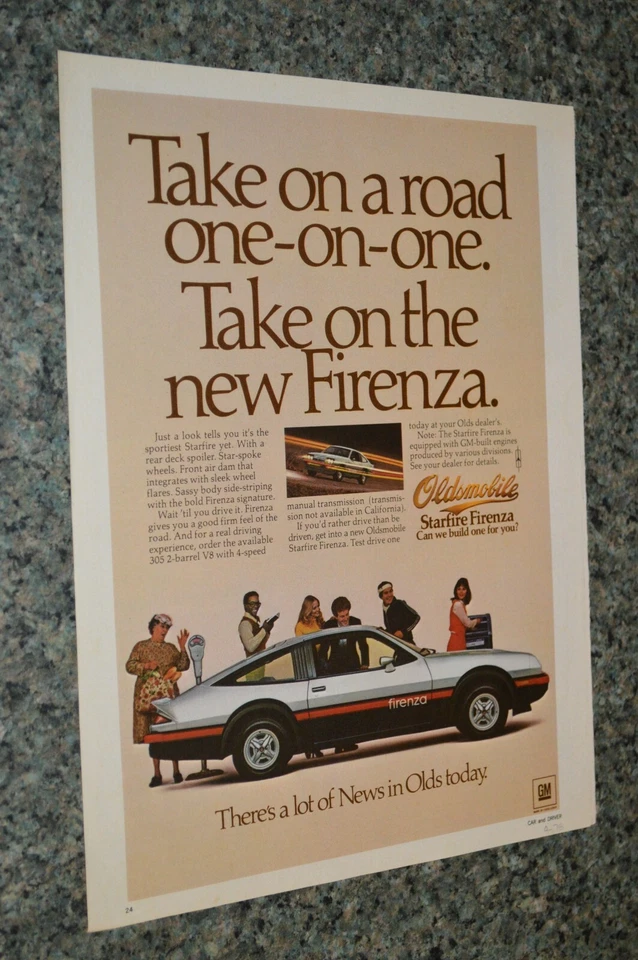 Take on a road
one-on-one.
Take on the
new Firenza.
Just a look tells you it's the
sportiest Starfire yet. With a
rear deck spoiler. Star-spoke
wheels. Front air dam that
integrates with sleek wheel
flares. Sassy body side-striping
with the bold Firenza signature.
Wait 'til you drive it. Firenza
gives you a good firm feel of the
road. And for a real driving
experience, order the available
305 2-barrel V8 with 4-speed
manual transmission (transmis-
sion not available in California).
If you'd rather drive than be
driven, get into a new Oldsmobile
Starfire Firenza. Test drive one
today at your Olds dealer's.
Note: The Starfire Firenza is
equipped with GM-built engines
produced by various divisions.
See your dealer for details.
Oldsmobile
Starfire Firenza
Can we build one for you?
firenza
There's a lot of News in Olds today.
GM
CAR and DRIVER
24